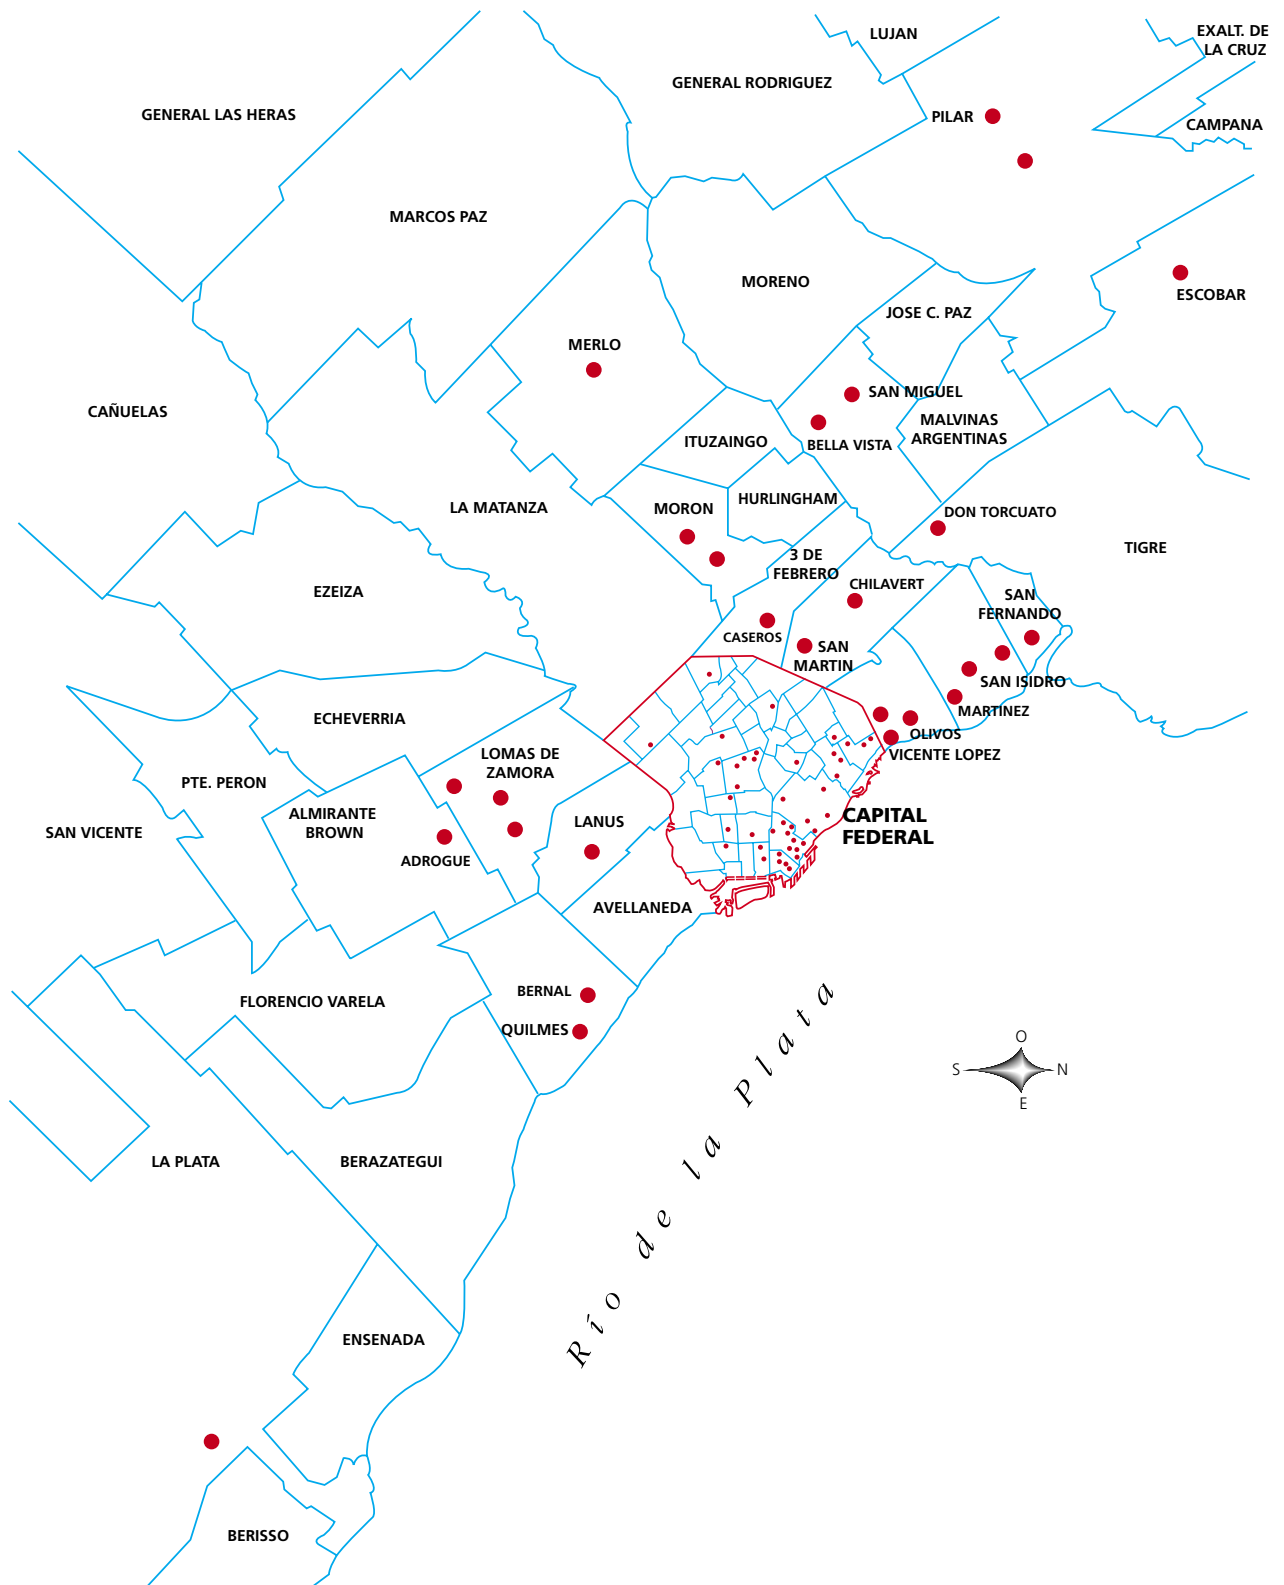 LUJAN
EXALT. DE
LA CRUZ
GENERAL RODRIGUEZ
GENERAL LAS HERAS
PILAR
CAMPANA
MARCOS PAZ
MORENO
ESCOBAR
JOSE C. PAZ
MERLO
SAN MIGUEL
CAÑUELAS
MALVINAS
ARGENTINAS
ITUZAINGO
BELLA VISTA
HURLINGHAM
LA MATANZA
MORON
DON TORCUATO
TIGRE
3 DE
FEBRERO
CHILAVERT
EZEIZA
SAN
FERNANDO
CASEROS
SAN
MARTIN
SAN ISIDRO
MARTINEZ
ECHEVERRIA
OLIVOS
VICENTE LOPEZ
LOMAS DE
ZAMORA
PTE. PERON
ALMIRANTE
BROWN
LANUS
CAPITAL
FEDERAL
SAN VICENTE
ADROGUE
AVELLANEDA
BERNAL
FLORENCIO VARELA
QUILMES
Río de la Plata
O
S
N
E
LA PLATA
BERAZATEGUI
ENSENADA
BERISSO